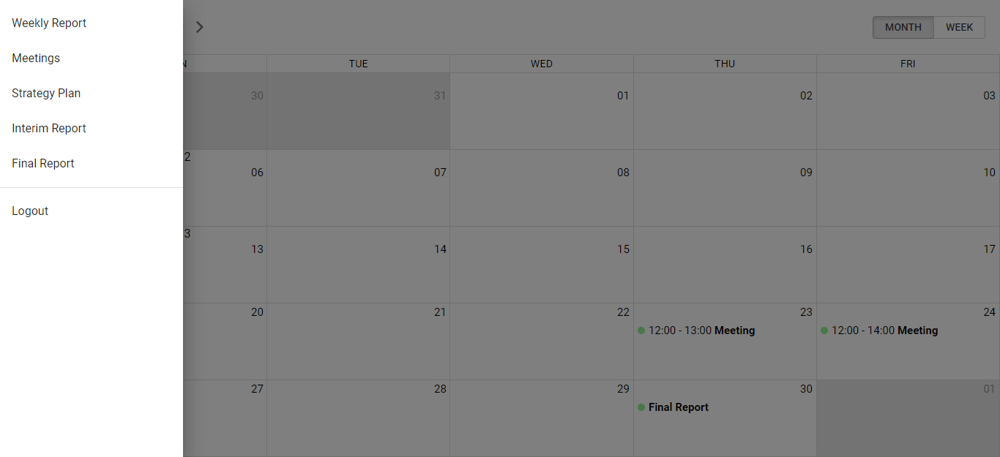 Weekly Report
Meetings
Strategy Plan
Interim Report
Final Report
Logout
MONTH WEEK
TUE WED THU FRI
30 31 01 02 03
2
06 07 08 09 10
3
13 14 15 16 17
20 21 22 23 24
12:00 - 13:00 Meeting 12:00 - 14:00 Meeting
27 28 29 30 01
Final Report